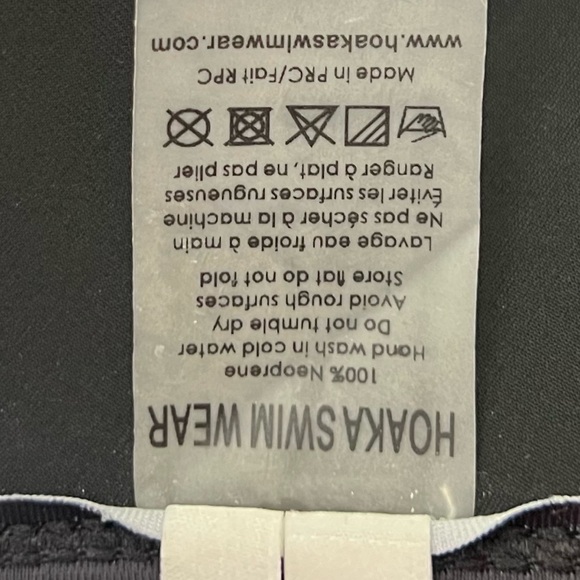 HOAKA SWIM WEAR
100% Neoprene
Hand wash in cold water
Do not tumble dry
Avoid rough surfaces
Store flat do not fold
Lavage eau froide à main
Ne pas sécher à la machine
Éviter les surfaces rugueuses
Ranger à plat, ne pas plier
Made in PRC/Fait RPC
www.hoakaswimwear.com